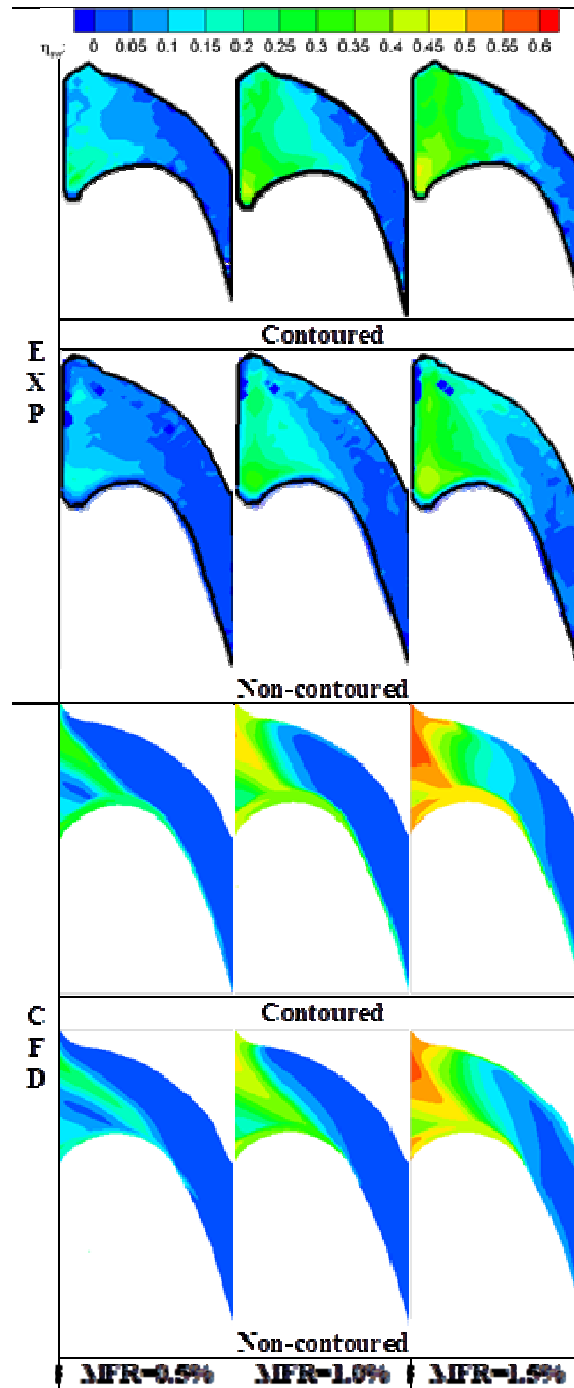 0 0.05 0.1 0.15 0.2 0.25 0.3 0.35 0.4 0.45 0.5 0.55 0.6
Contoured
E
X
P
Non-contoured
Contoured
C
F
D
Non-contoured
MFR=0.5% MFR=1.0% MFR=1.5%